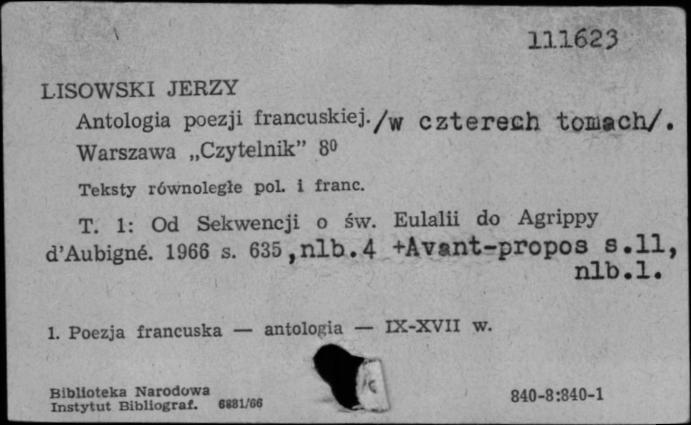 111623
LISOWSKI JERZY
Antologia poezji francuskiej./w czterech tomach/.
Warszawa „Czytelnik” 8⁰
Teksty równoległe pol. i franc.
T. 1: Od Sekwencji o św. Eulalii do Agrippy
d'Aubigné. 1966 s. 635,nlb.4 +Avant-propos s.11,
nlb.1.
1. Poezja francuska — antologia — IX-XVII w.
Biblioteka Narodowa
Instytut Bibliograf. 6881/66
840-8:840-1